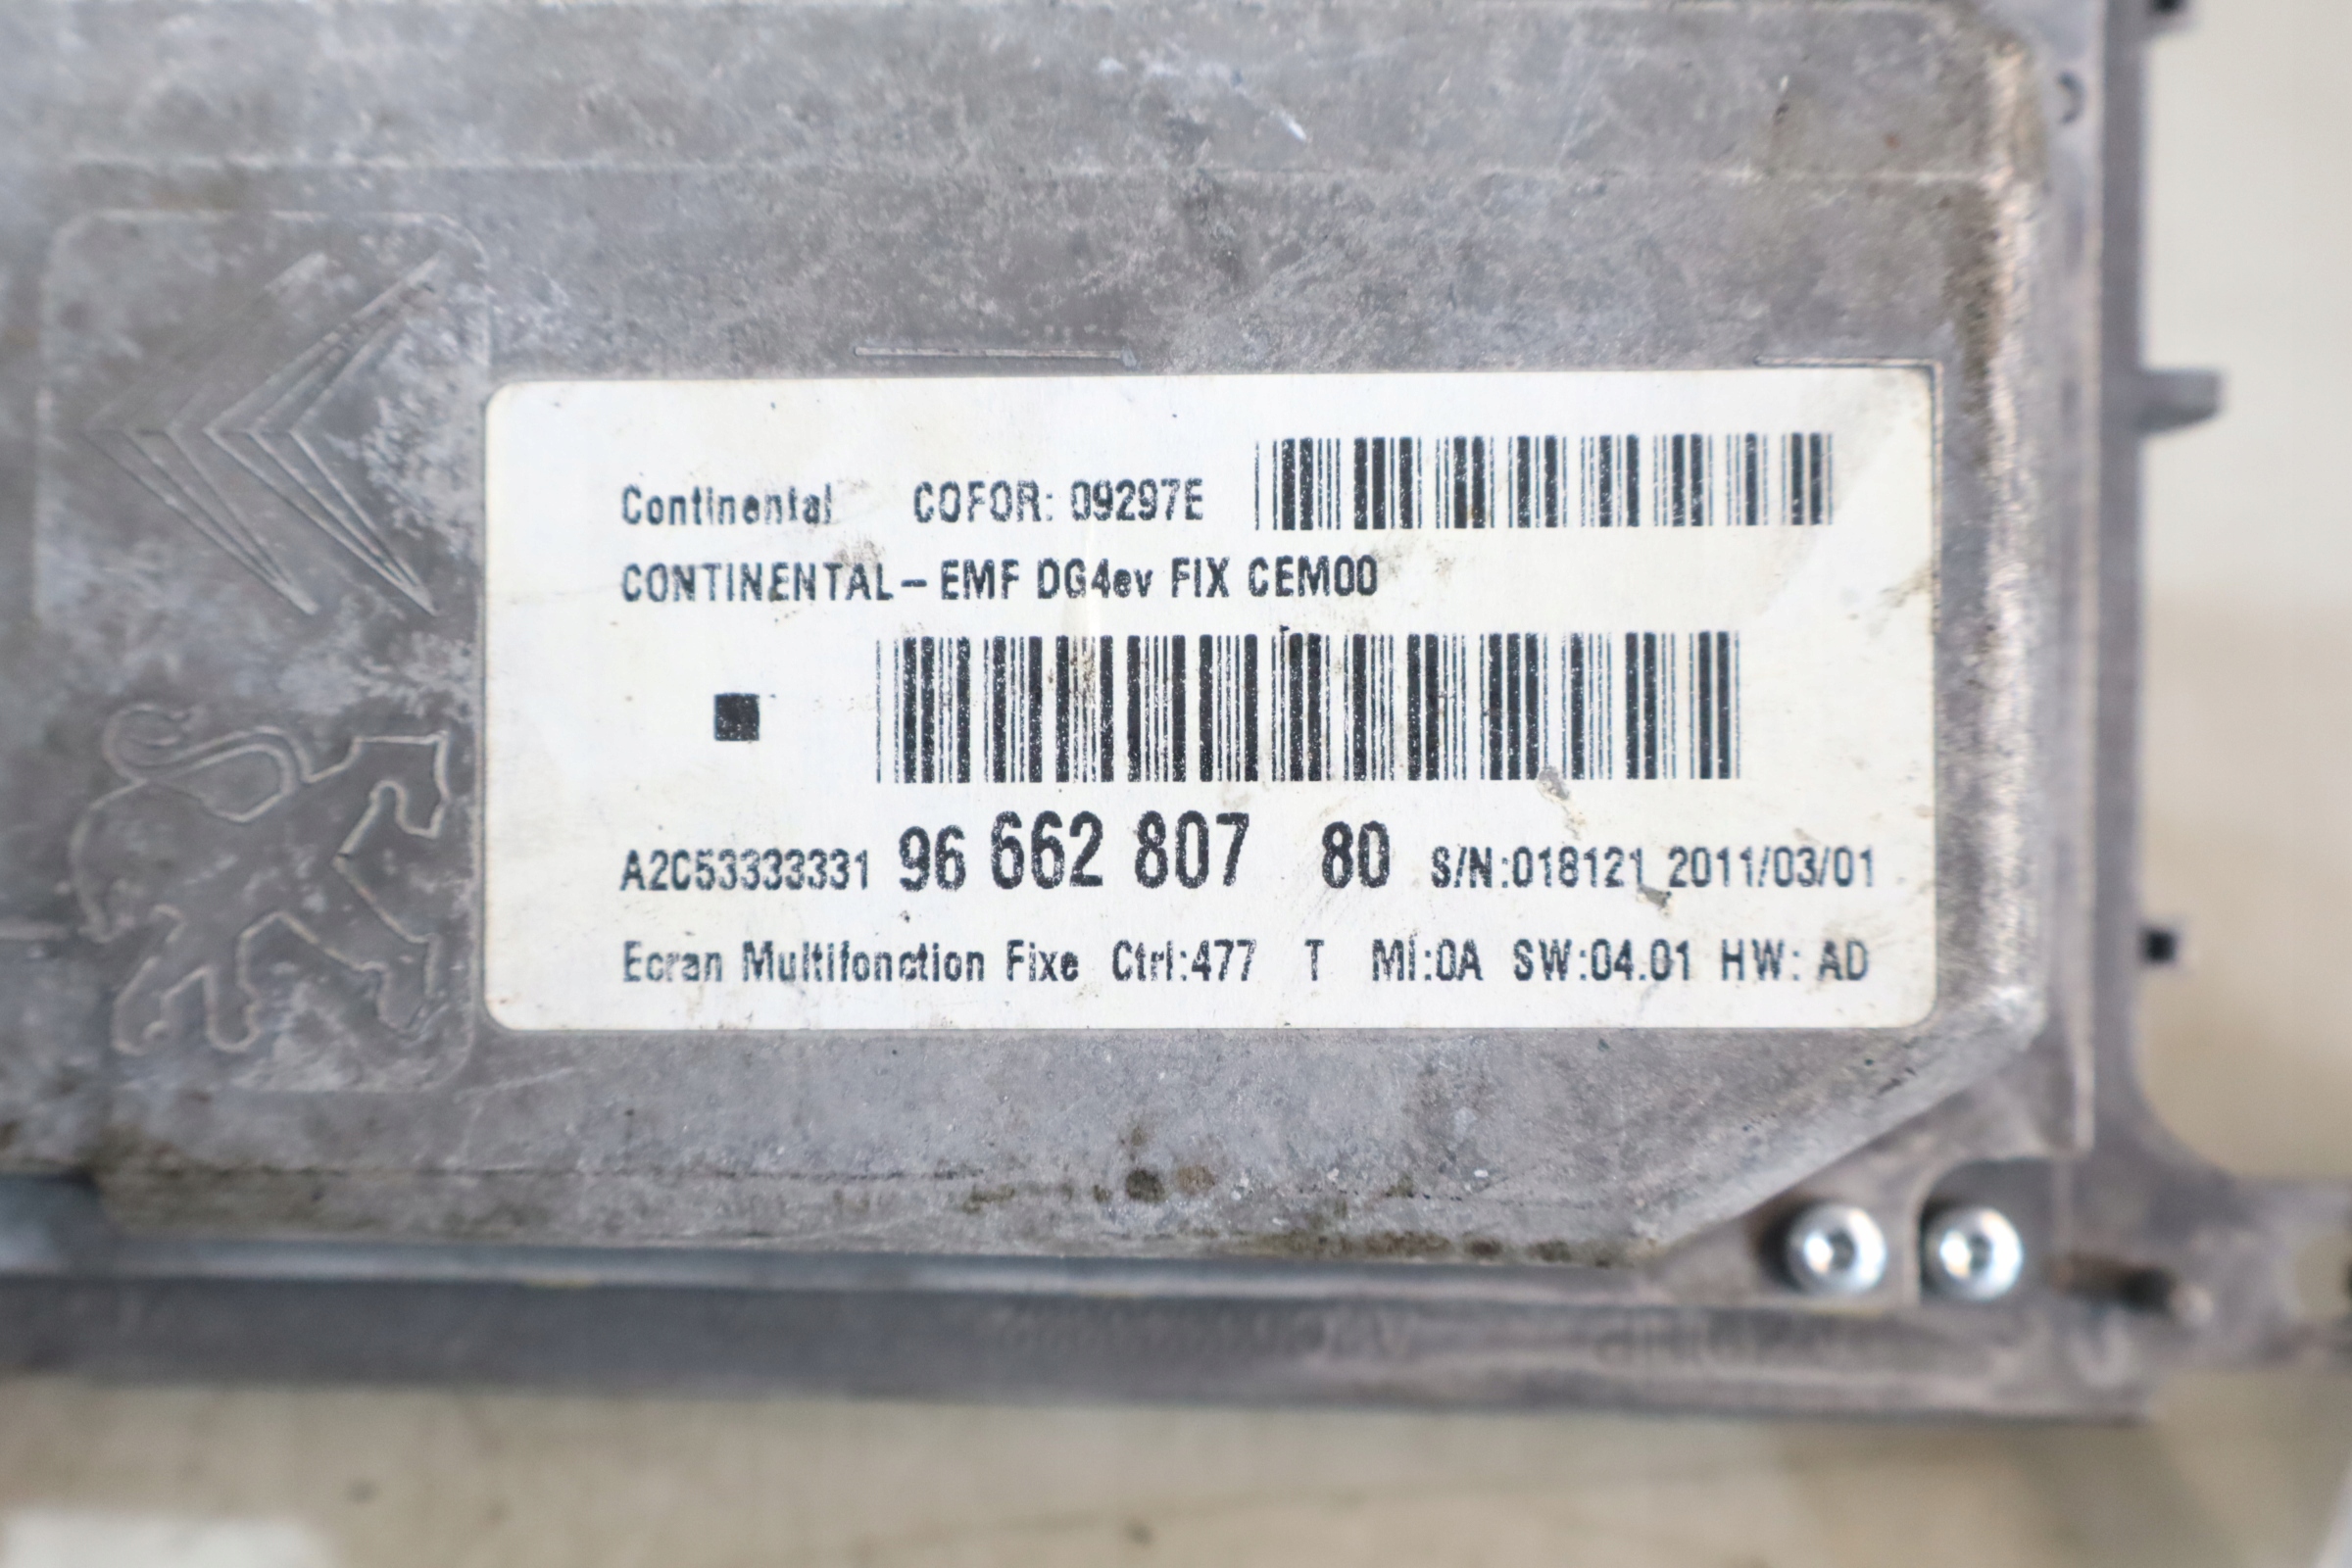 Continental COFOR: 09297E
CONTINENTAL- EMF DG4ev FIX CEM00
A2C53333331 96 662 807 80 S/N:018121 2011/03/01
Ecran Multifonction Fixe Ctrl:477 T MI:0A SW:04.01 HW: AD